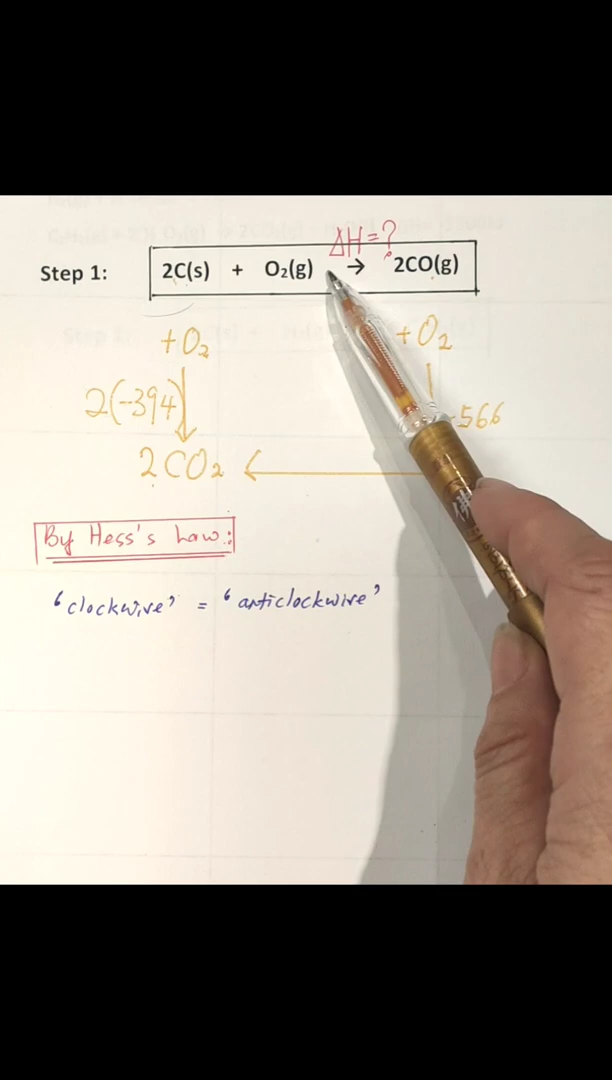 ΔH=?
Step 1: 2C(s) + O₂(g) → 2CO(g)
+O₂ +O₂
2(-394) -566
2CO₂
By Hess's Law:
'clockwise' = 'anticlockwise'